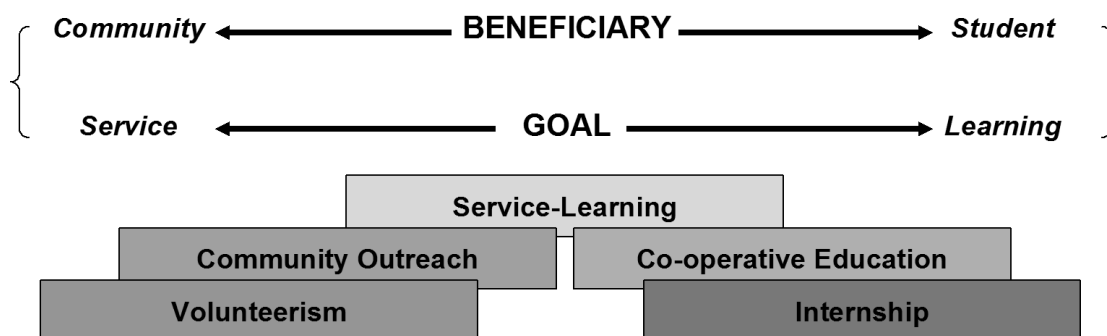 Community BENEFICIARY Student
Service GOAL Learning
Service-Learning
Community Outreach Co-operative Education
Volunteerism Internship